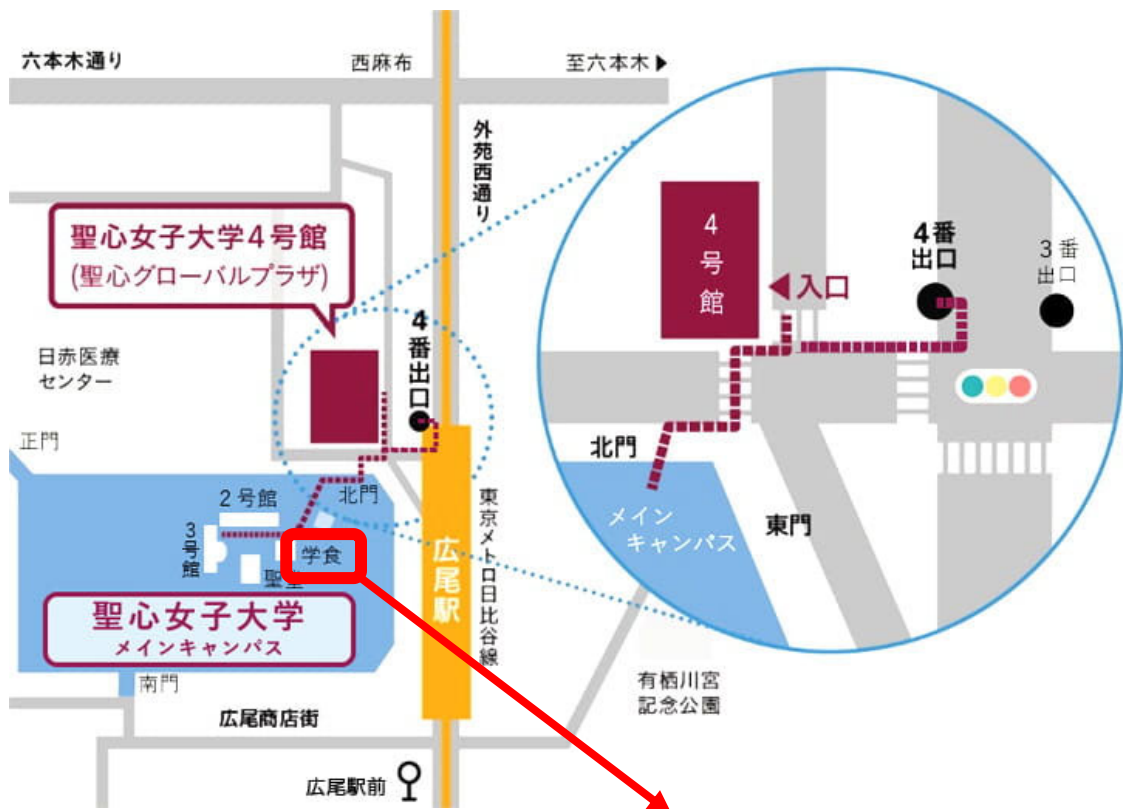 六本木通り
西麻布
至六本木▶
外苑西通り
聖心女子大学4号館
(聖心グローバルプラザ)
4番出口
日赤医療
センター
正門
北門
2号館
3号館
学食
聖堂
聖心女子大学
メインキャンパス
南門
広尾駅
東京メトロ日比谷線
広尾商店街
広尾駅前
有栖川宮
記念公園
4号館
入口
4番
出口
3番
出口
北門
メイン
キャンパス
東門